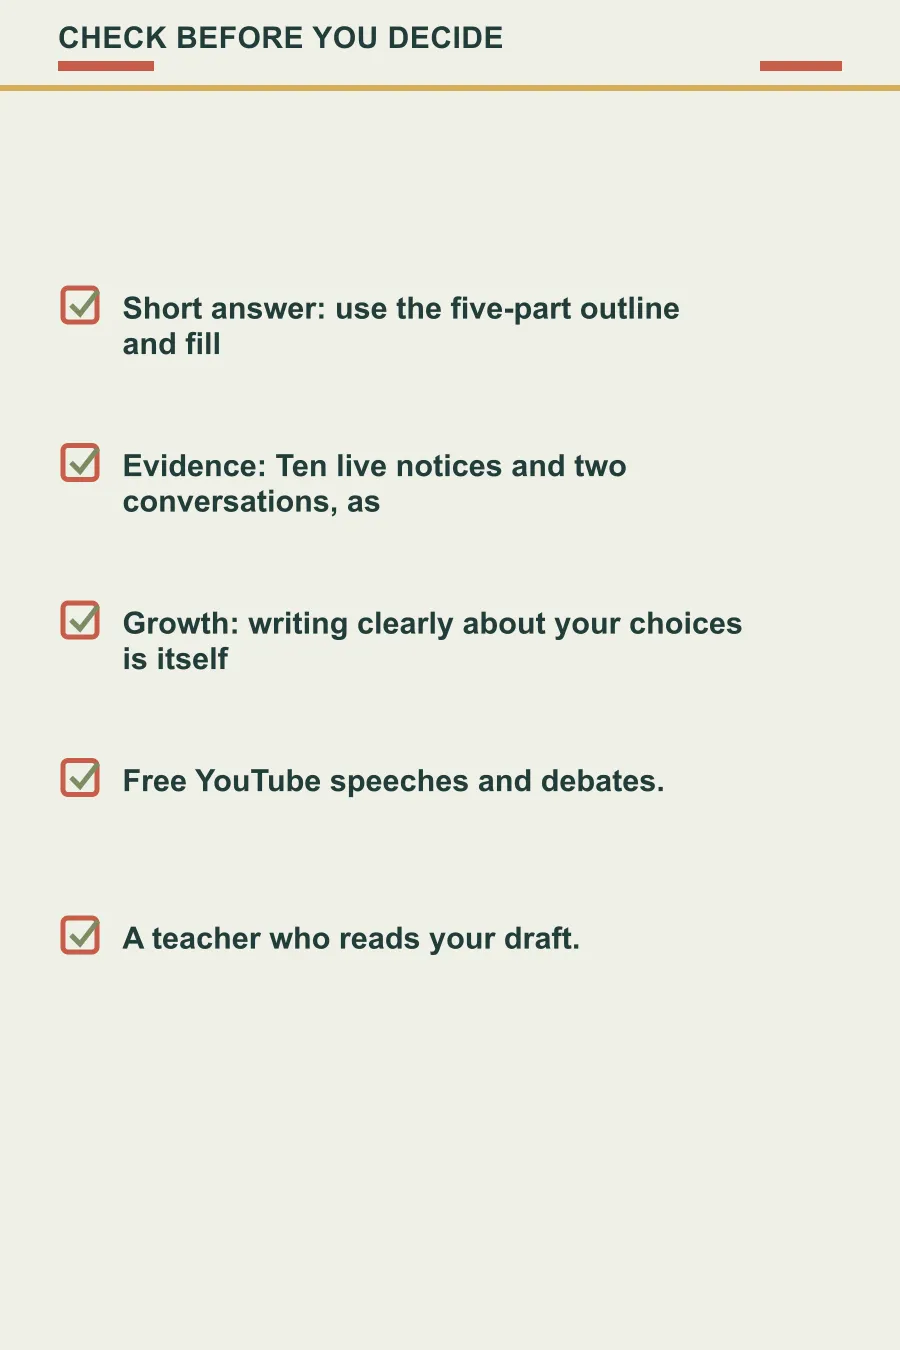 CHECK BEFORE YOU DECIDE
Short answer: use the five-part outline
and fill
Evidence: Ten live notices and two
conversations, as
Growth: writing clearly about your choices
is itself
Free YouTube speeches and debates.
A teacher who reads your draft.